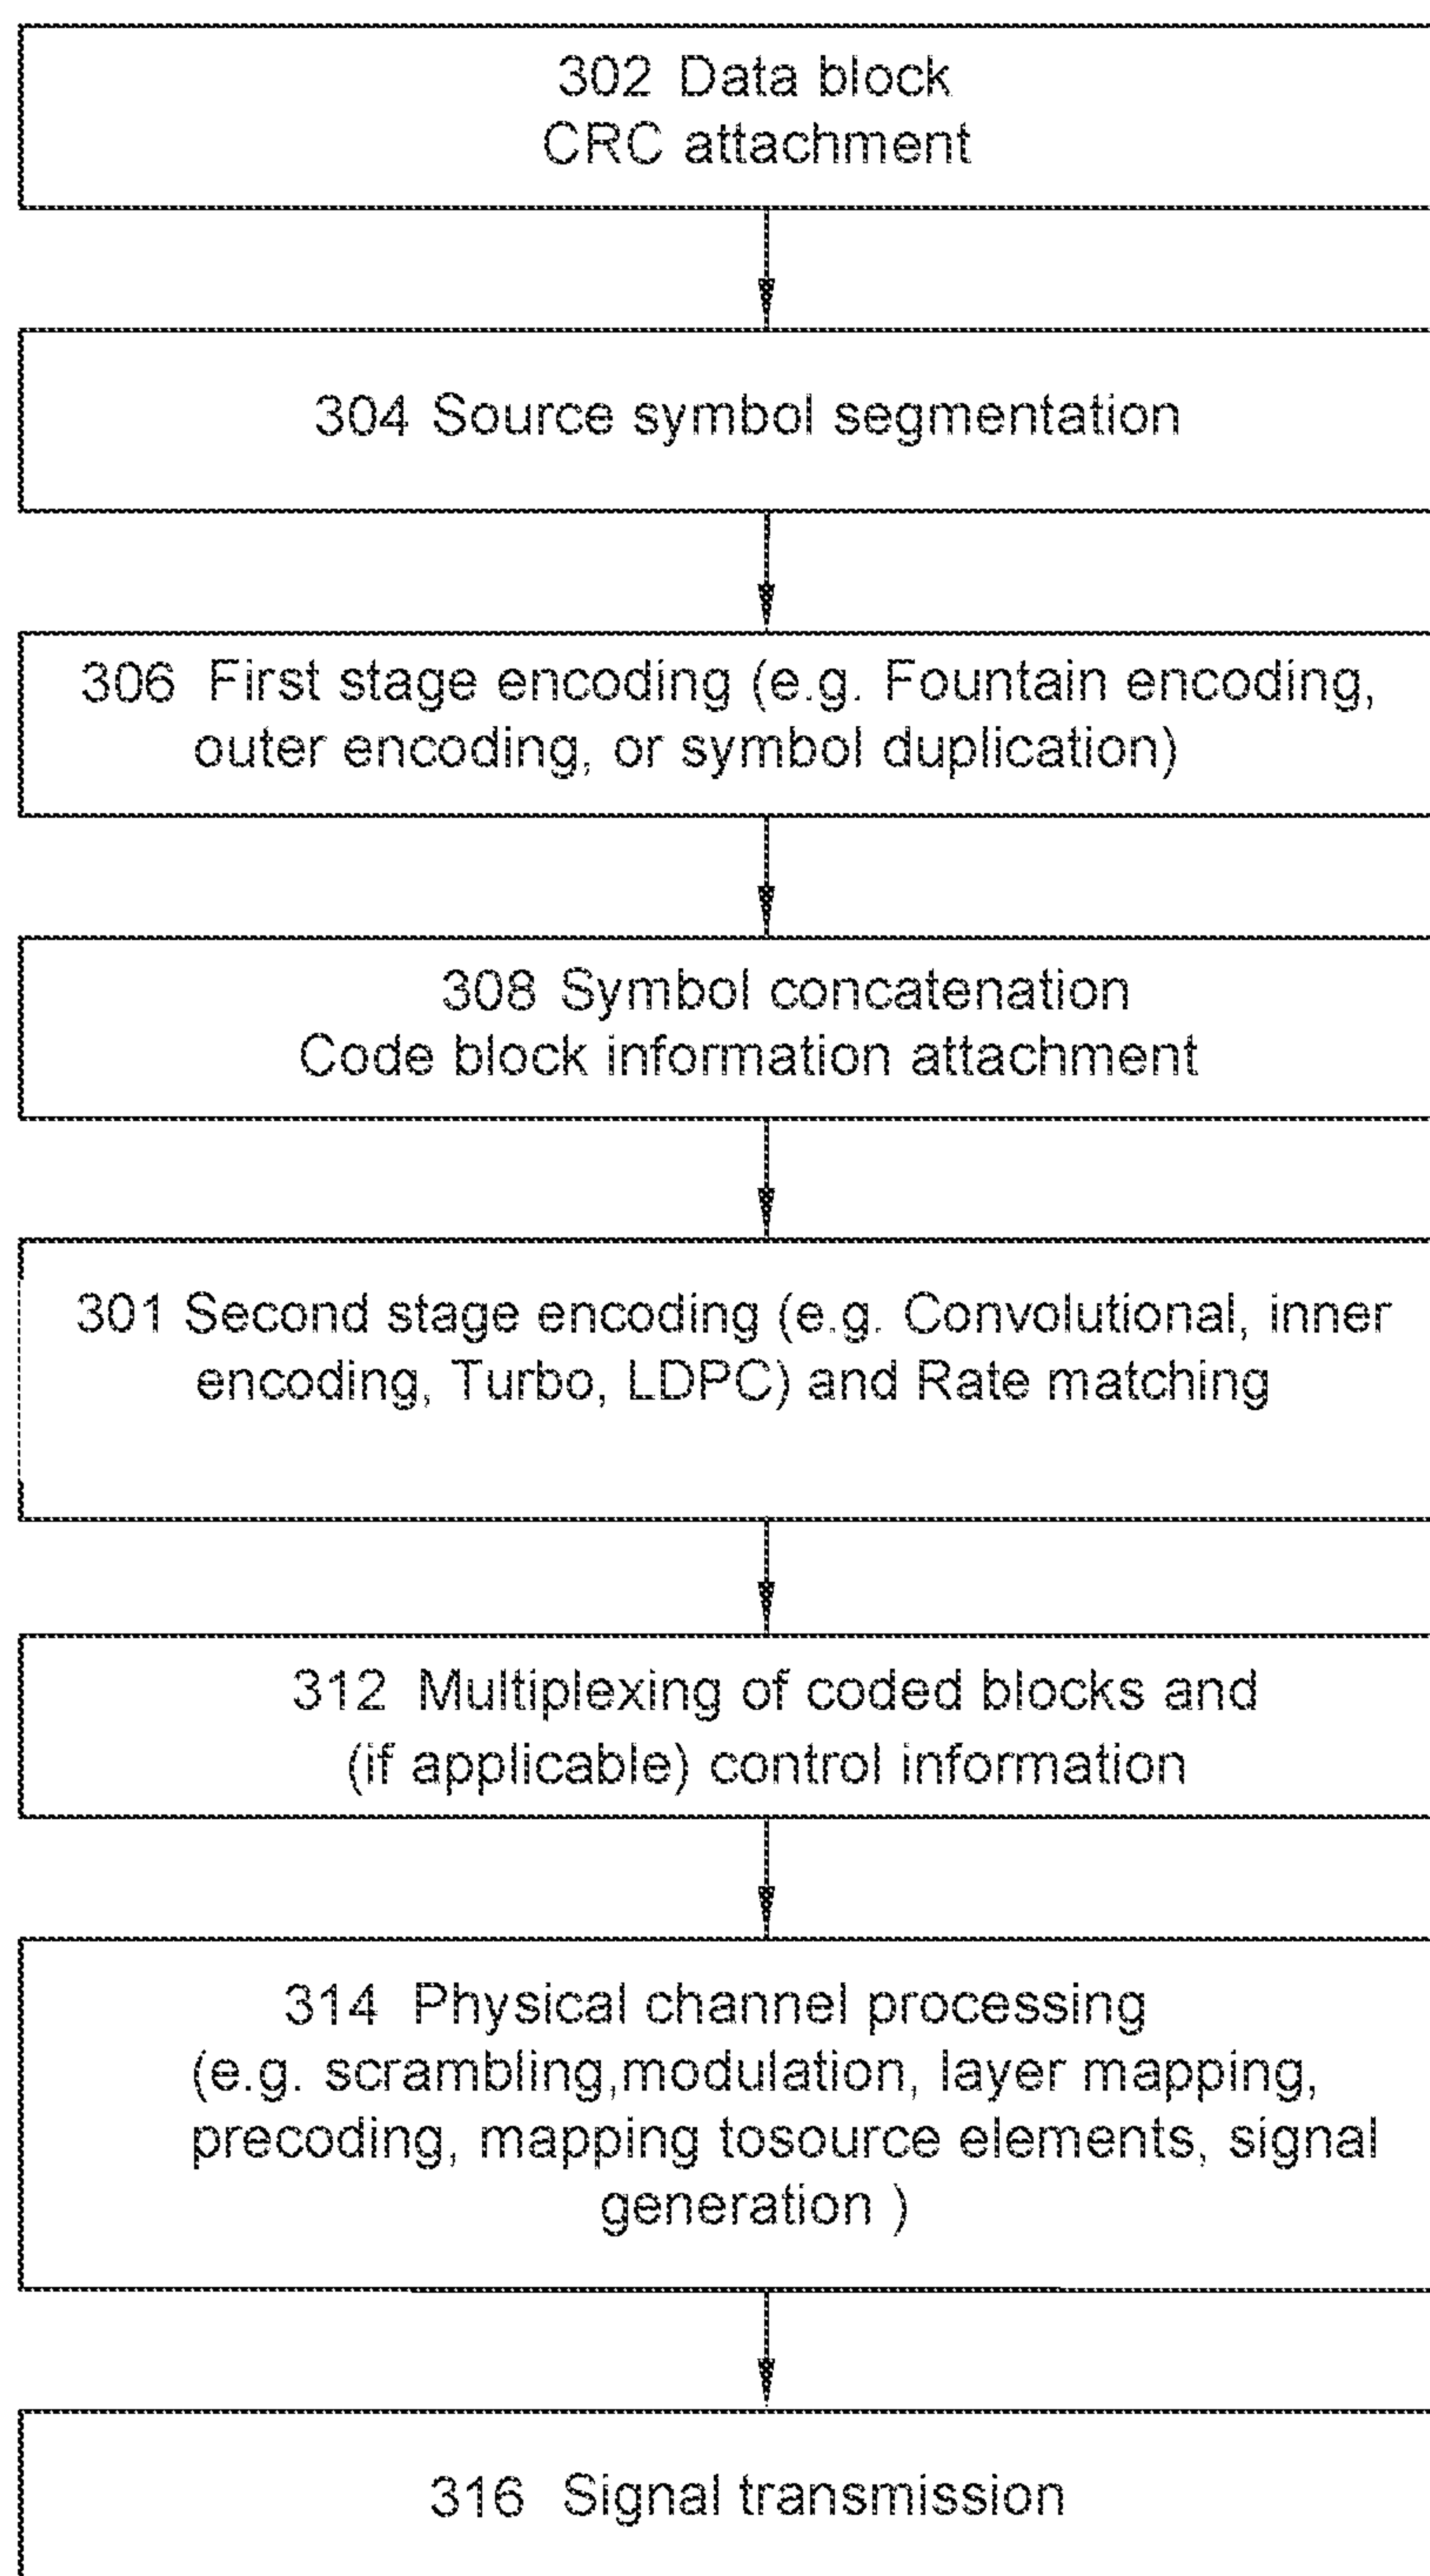 302 Data block
CRC attachment
304 Source symbol segmentation
306 First stage encoding (e.g. Fountain encoding,
outer encoding, or symbol duplication)
308 Symbol concatenation
Code block information attachment
301 Second stage encoding (e.g. Convolutional, inner
encoding, Turbo, LDPC) and Rate matching
312 Multiplexing of coded blocks and
(if applicable) control information
314 Physical channel processing
(e.g. scrambling,modulation, layer mapping,
precoding, mapping tosource elements, signal
generation )
316 Signal transmission